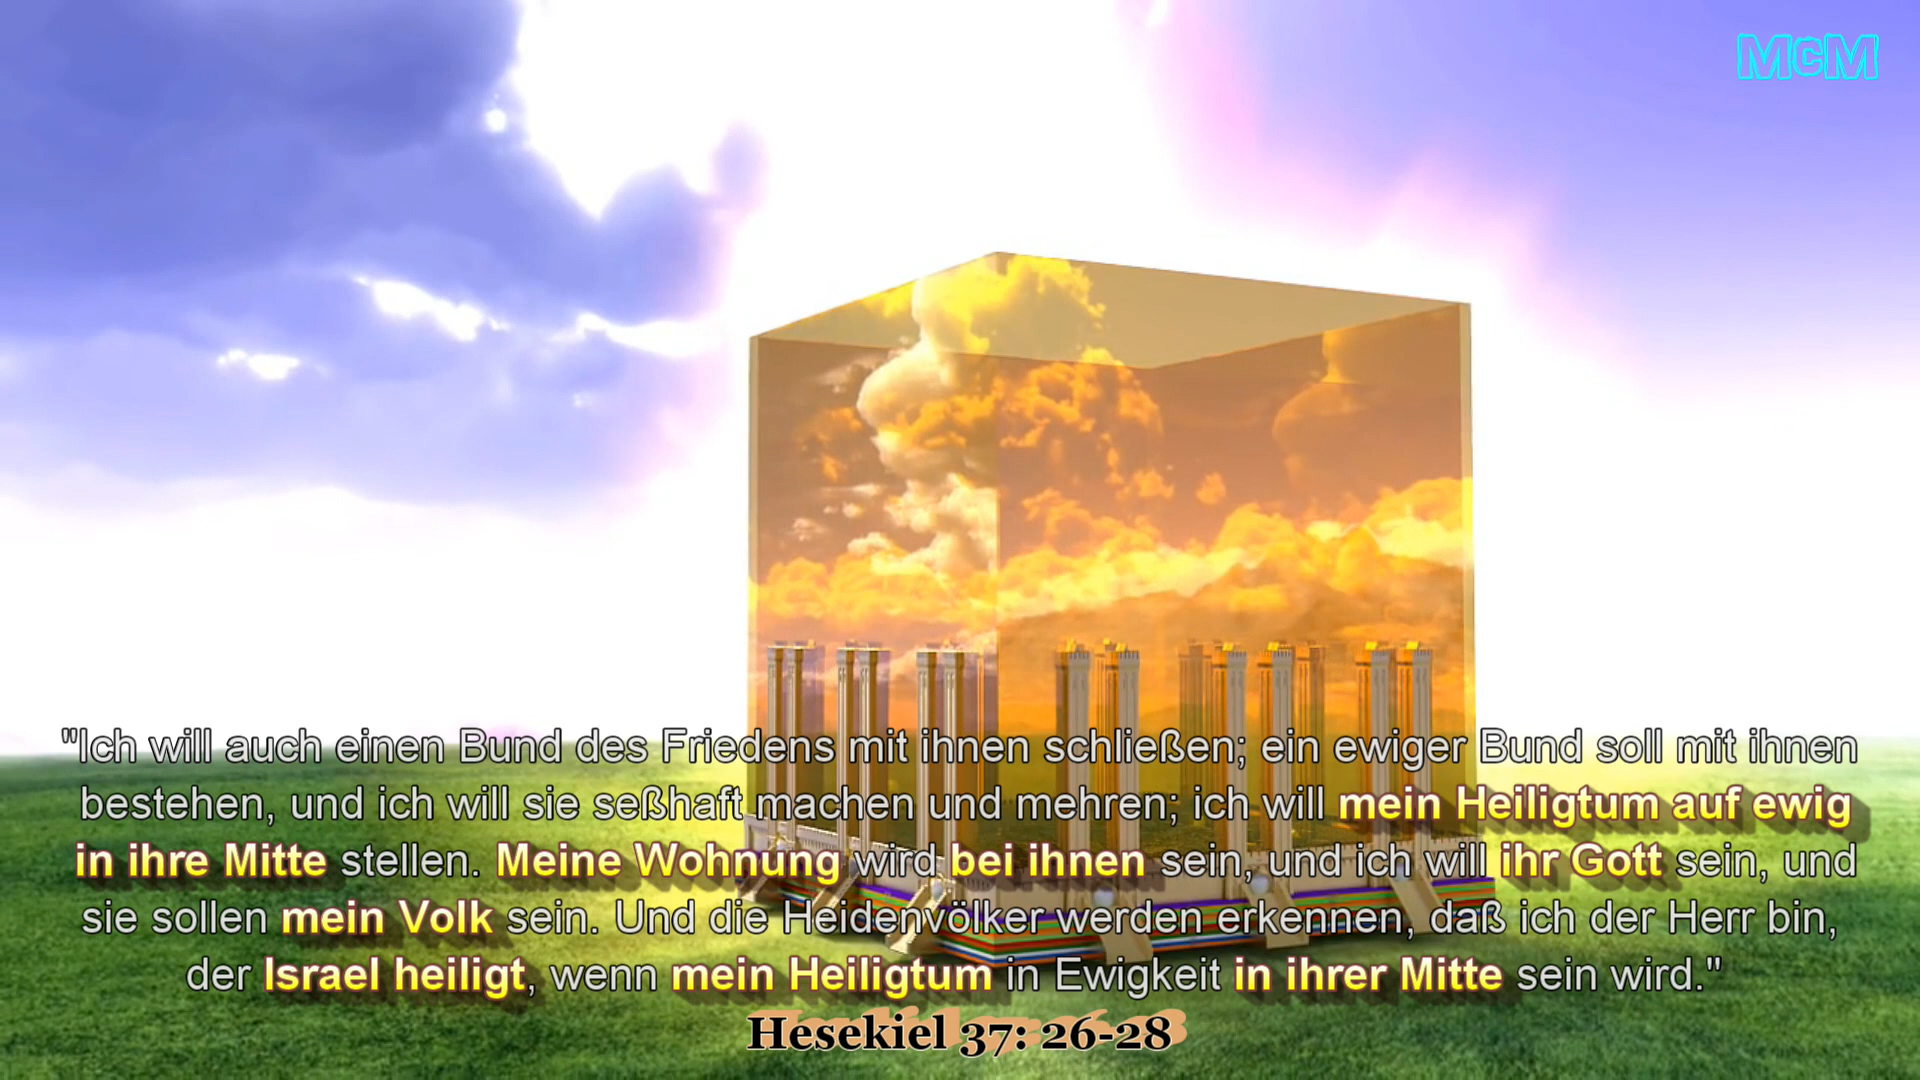 McM
"Ich will auch einen Bund des Friedens mit ihnen schließen; ein ewiger Bund soll mit ihnen
bestehen, und ich will sie seßhaft machen und mehren; ich will mein Heiligtum auf ewig
in ihre Mitte stellen. Meine Wohnung wird bei ihnen sein, und ich will ihr Gott sein, und
sie sollen mein Volk sein. Und die Heidenvölker werden erkennen, daß ich der Herr bin,
der Israel heiligt, wenn mein Heiligtum in Ewigkeit in ihrer Mitte sein wird."
Hesekiel 37: 26-28